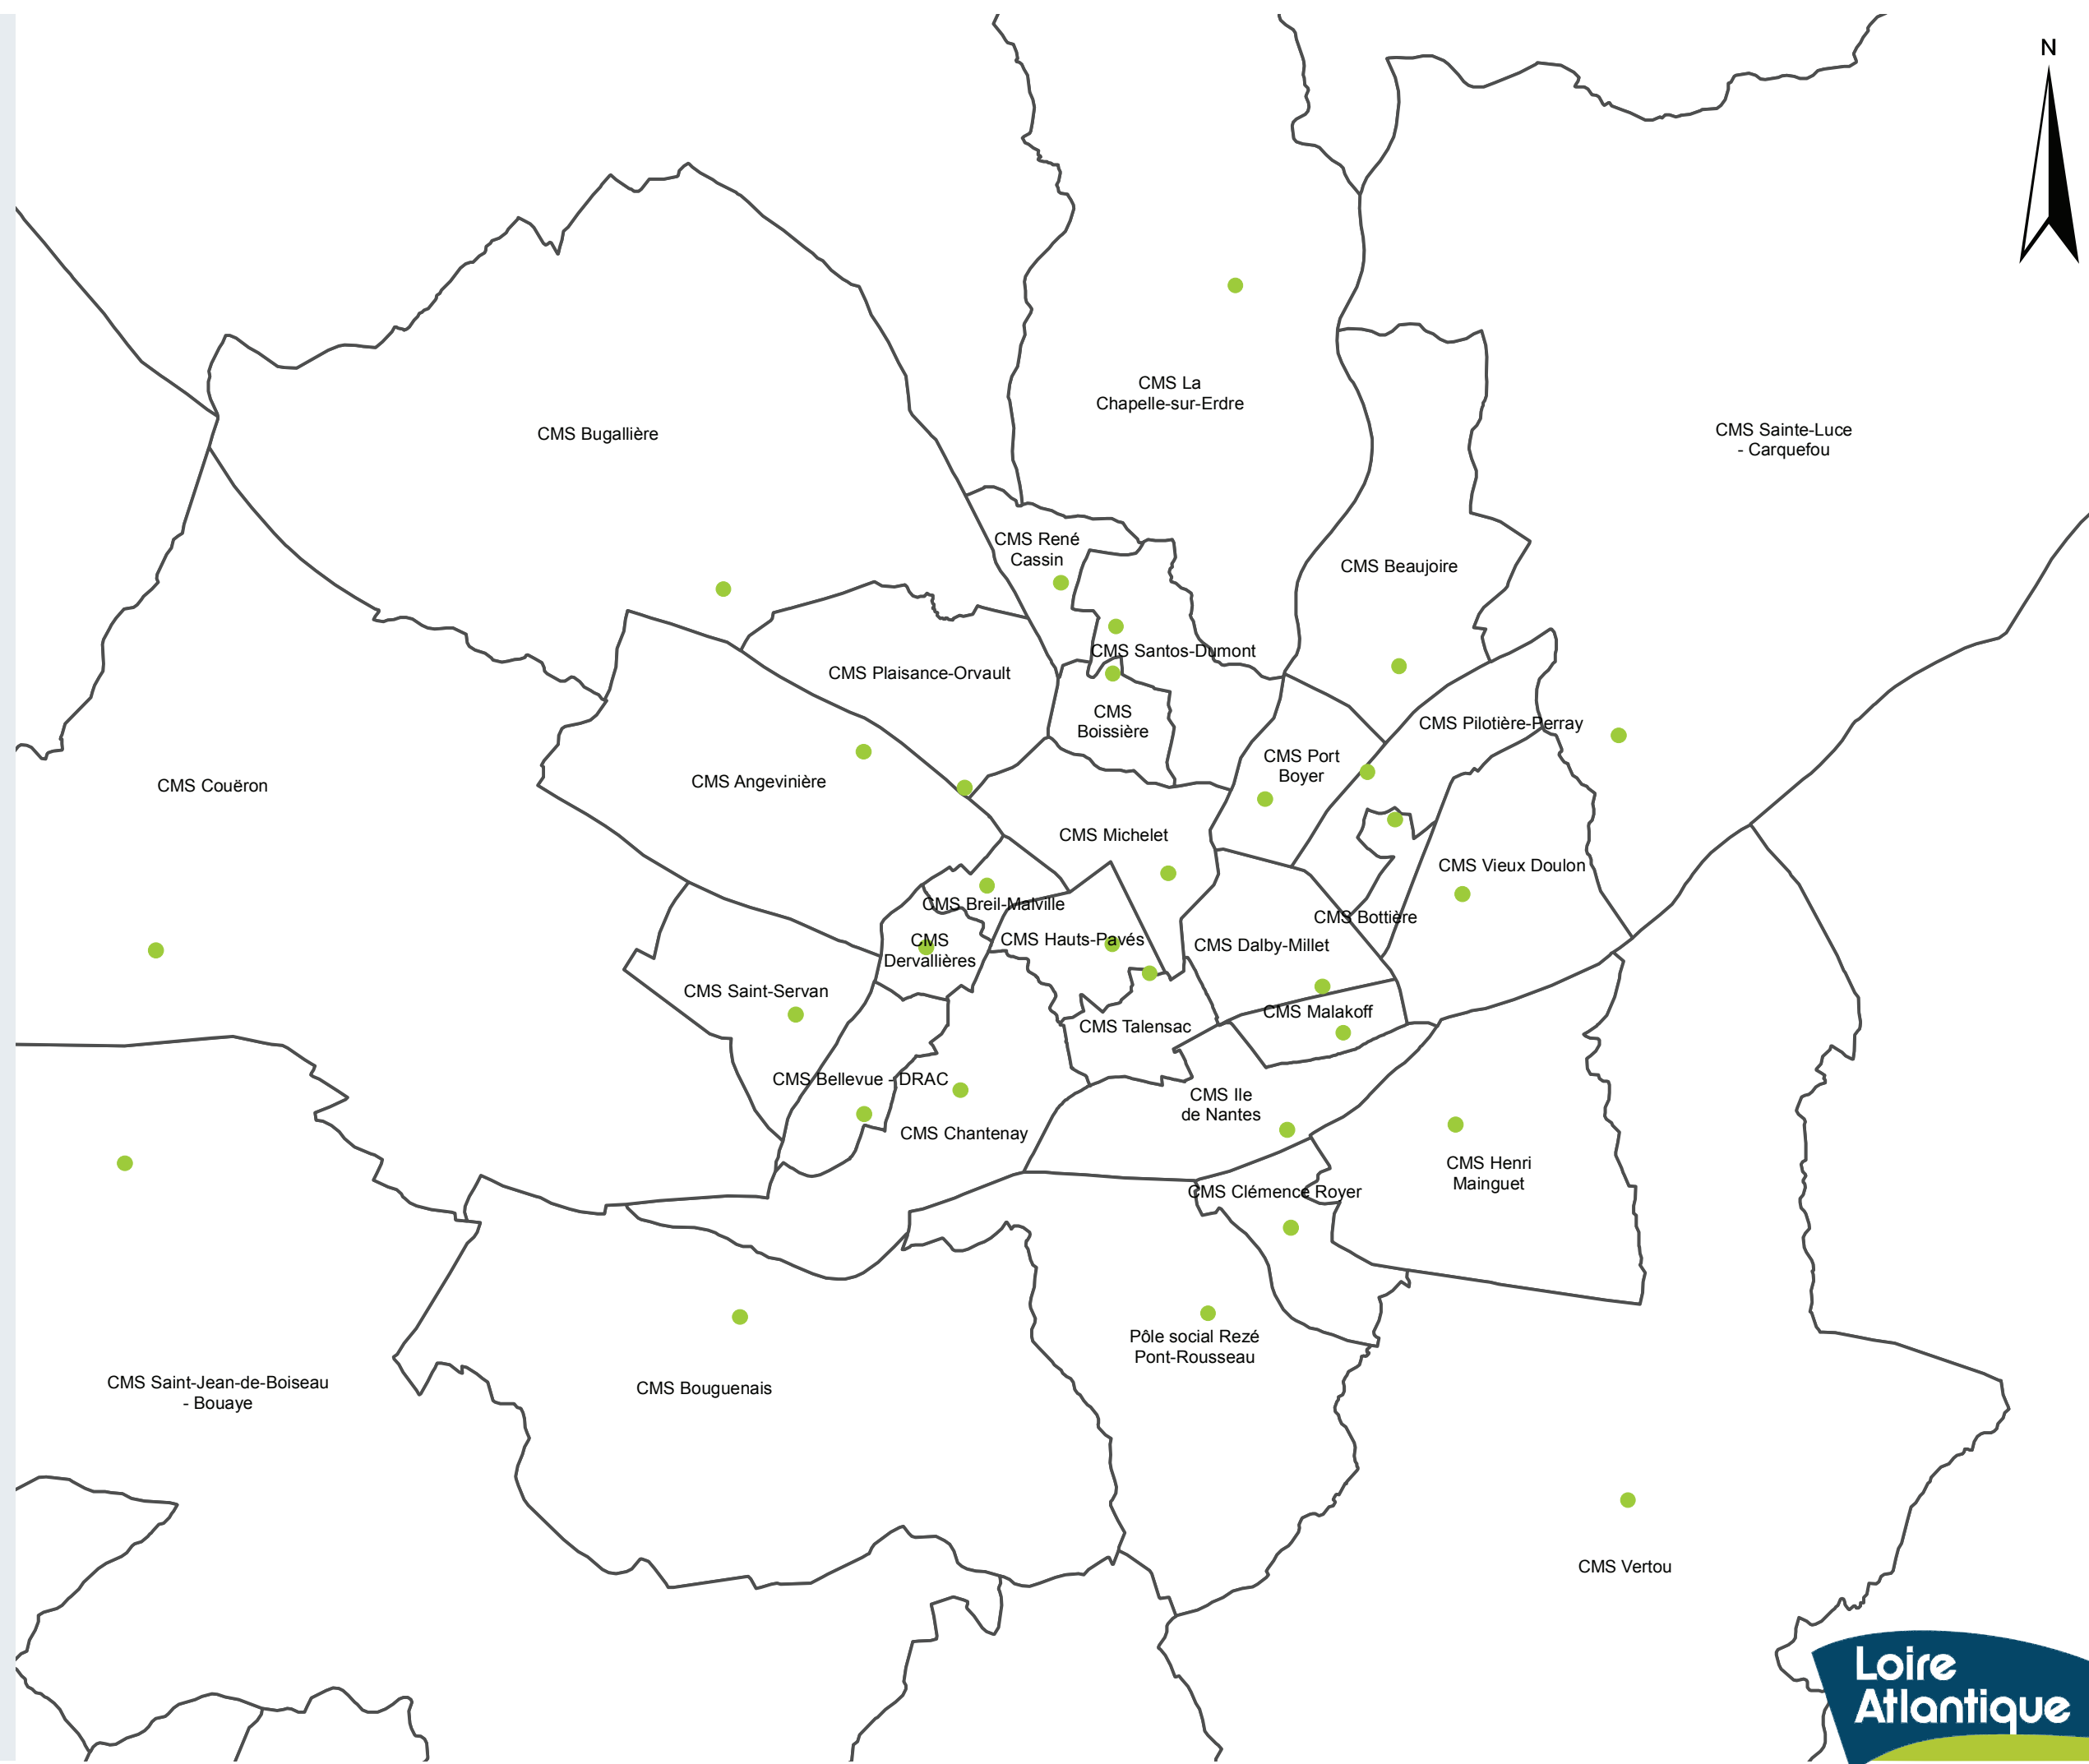 N
CMS La
Chapelle-sur-Erdre
CMS Bugallière
CMS Sainte-Luce
- Carquefou
CMS René
Cassin
CMS Beaujoire
CMS Santos-Dumont
CMS Plaisance-Orvault
CMS
Boissière
CMS Pilotière-Perray
CMS Port
Boyer
CMS Couëron
CMS Angevinière
CMS Michelet
CMS Vieux Doulon
CMS Breil-Malville
CMS Bottière
CMS Hauts-Pavés
CMS
Dervallières
CMS Dalby-Millet
CMS Saint-Servan
CMS Malakoff
CMS Talensac
CMS Bellevue - DRAC
CMS Ile
de Nantes
CMS Chantenay
CMS Henri
Mainguet
CMS Clémence Royer
Pôle social Rezé
Pont-Rousseau
CMS Saint-Jean-de-Boiseau
- Bouaye
CMS Bouguenais
CMS Vertou
Loire
Atlantique